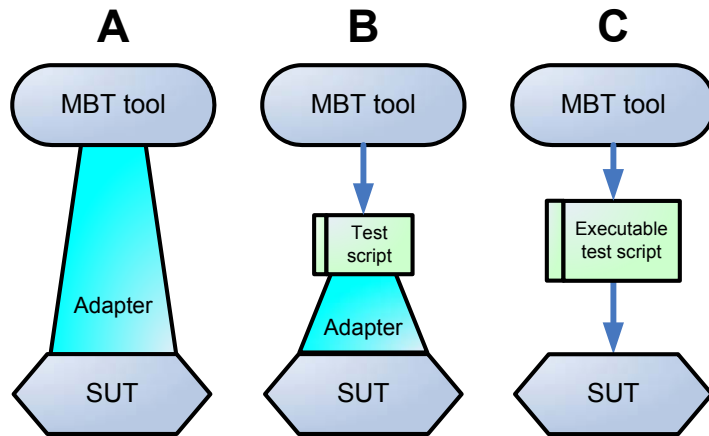 A
B
C
MBT tool
MBT tool
MBT tool
Test
script
Executable
test script
Adapter
Adapter
SUT
SUT
SUT